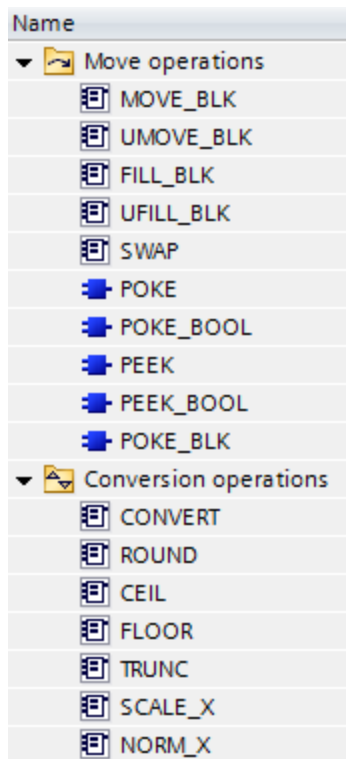 Name
Move operations
MOVE_BLK
UMOVE_BLK
FILL_BLK
UFILL_BLK
SWAP
POKE
POKE_BOOL
PEEK
PEEK_BOOL
POKE_BLK
Conversion operations
CONVERT
ROUND
CEIL
FLOOR
TRUNC
SCALE_X
NORM_X